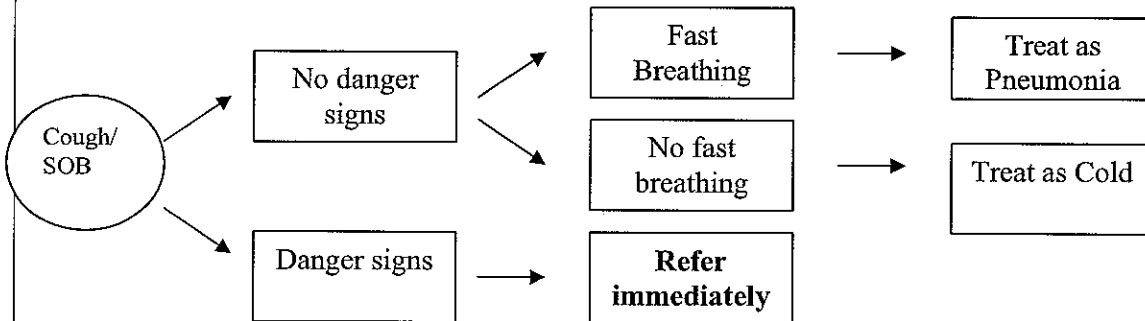 Cough/
SOB
No danger
signs
Fast
Breathing
Treat as
Pneumonia
No fast
breathing
Treat as Cold
Danger signs
Refer
immediately